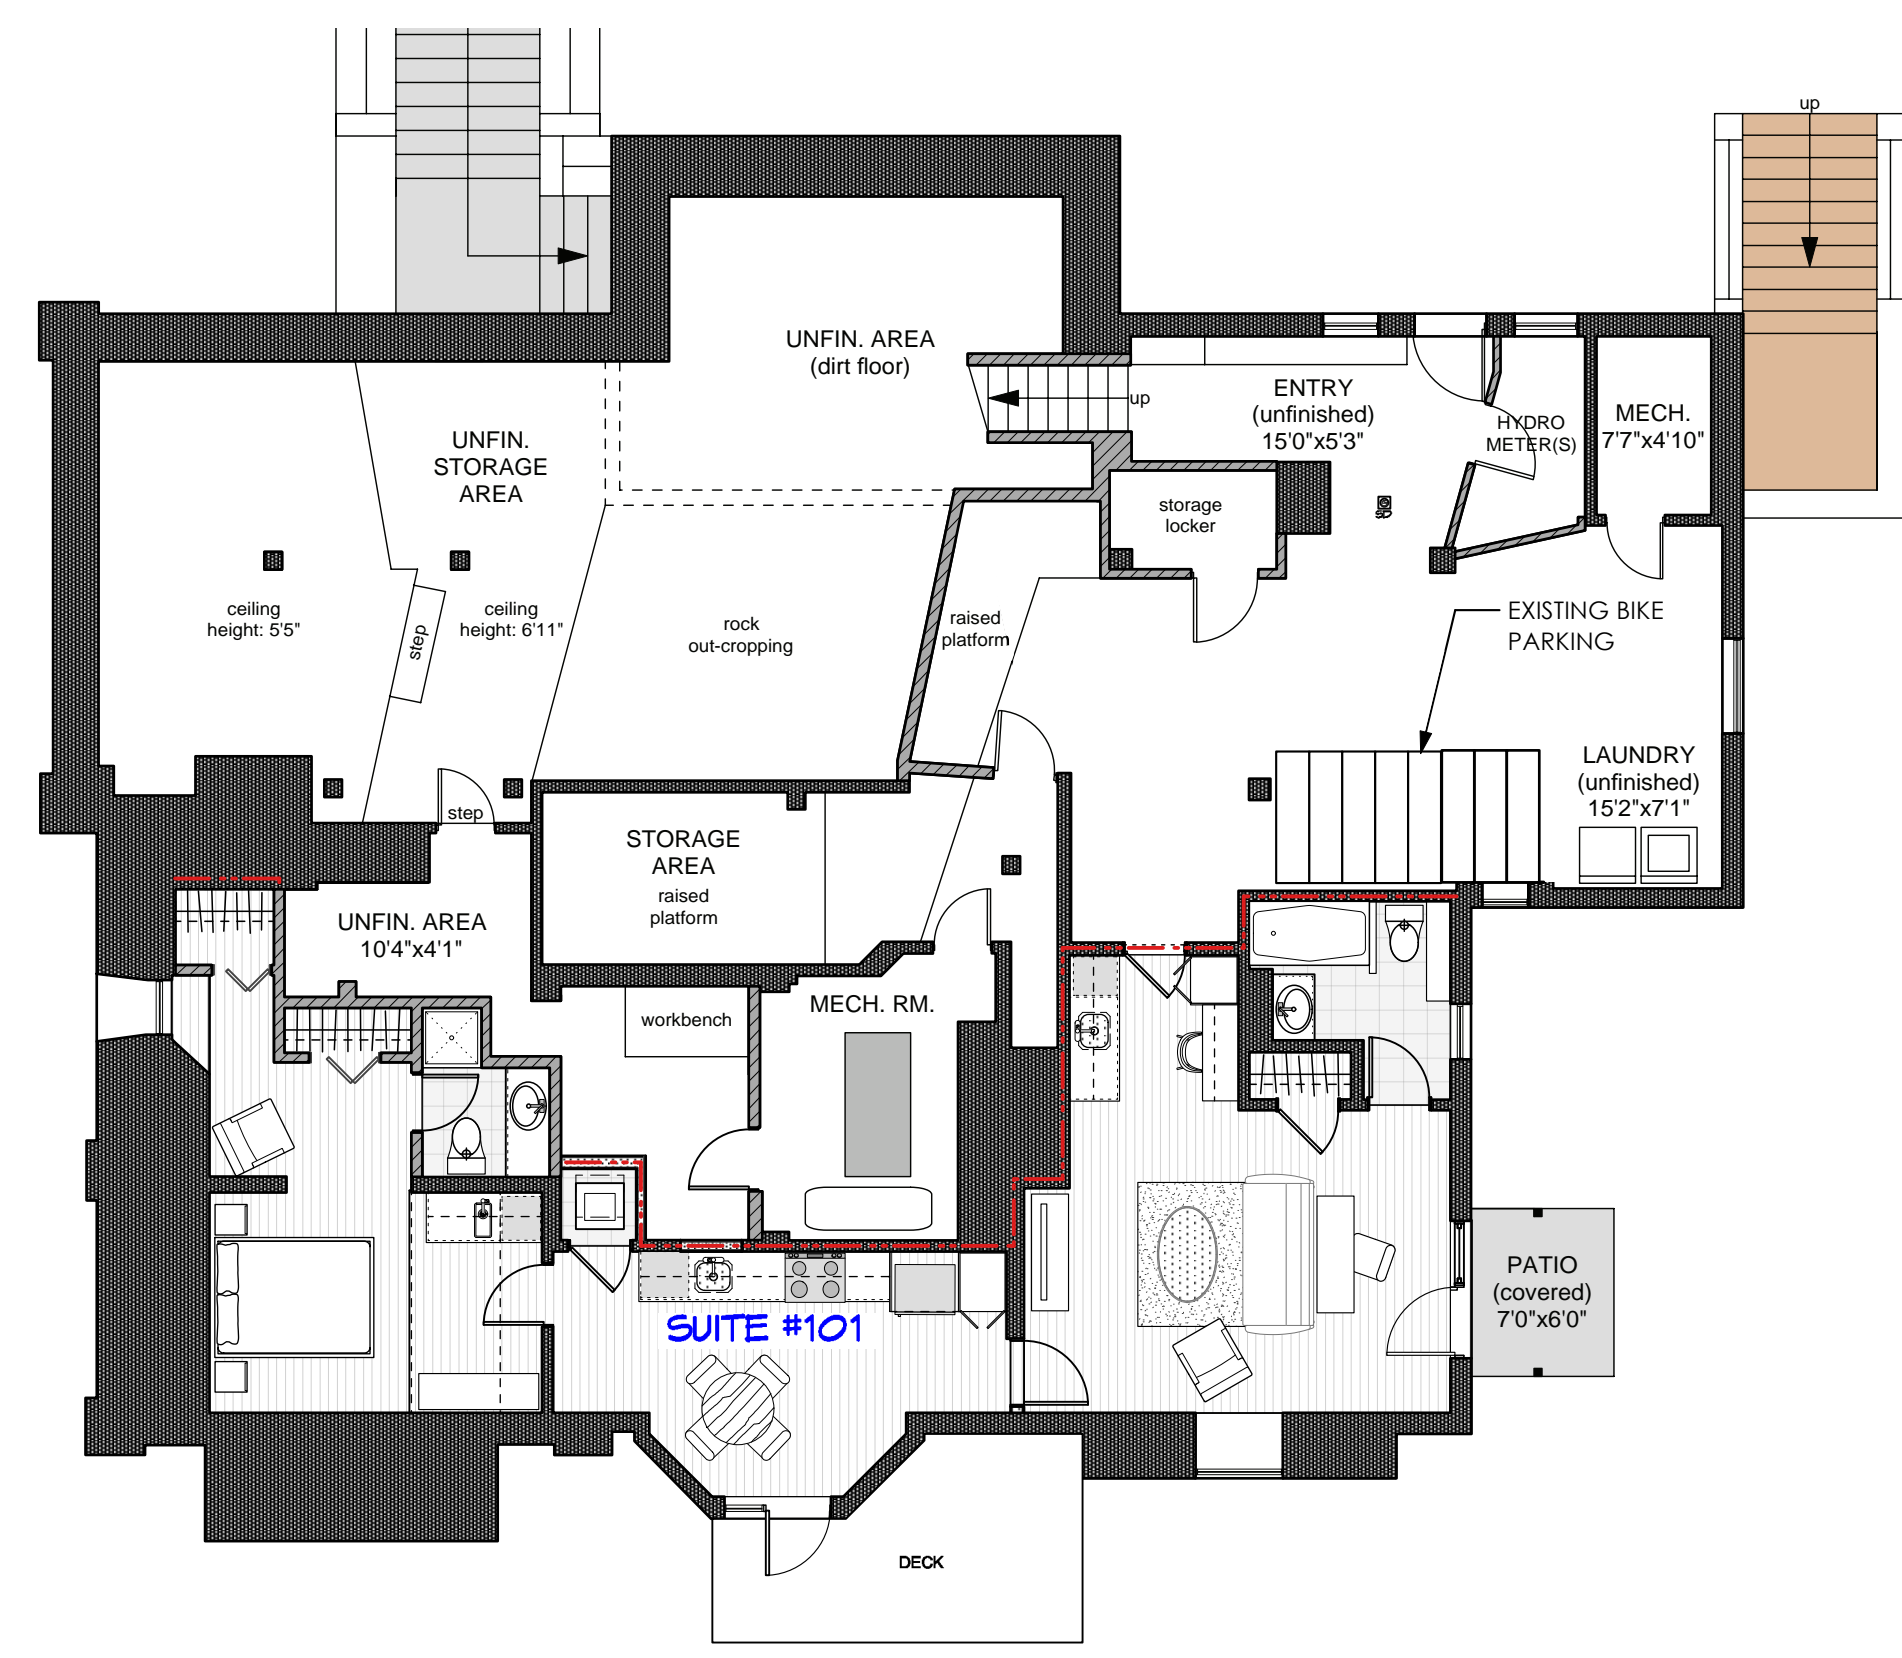 up
UNFIN. AREA
(dirt floor)
up
ENTRY
(unfinished)
15'0"x5'3"
HYDRO
METER(S)
MECH.
7'7"x4'10"
UNFIN.
STORAGE
AREA
storage
locker
ceiling
height: 5'5"
step
ceiling
height: 6'11"
rock
out-cropping
raised
platform
EXISTING BIKE
PARKING
LAUNDRY
(unfinished)
15'2"x7'1"
step
STORAGE
AREA
raised
platform
UNFIN. AREA
10'4"x4'1"
workbench
MECH. RM.
SUITE #101
PATIO
(covered)
7'0"x6'0"
DECK